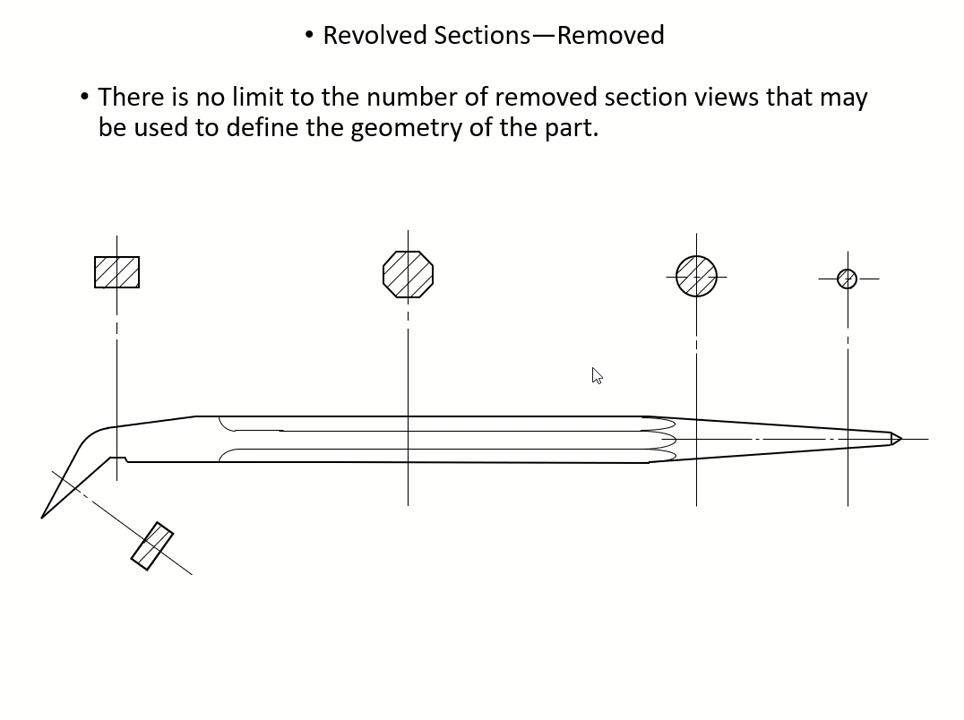 • Revolved Sections—Removed
• There is no limit to the number of removed section views that may
be used to define the geometry of the part.